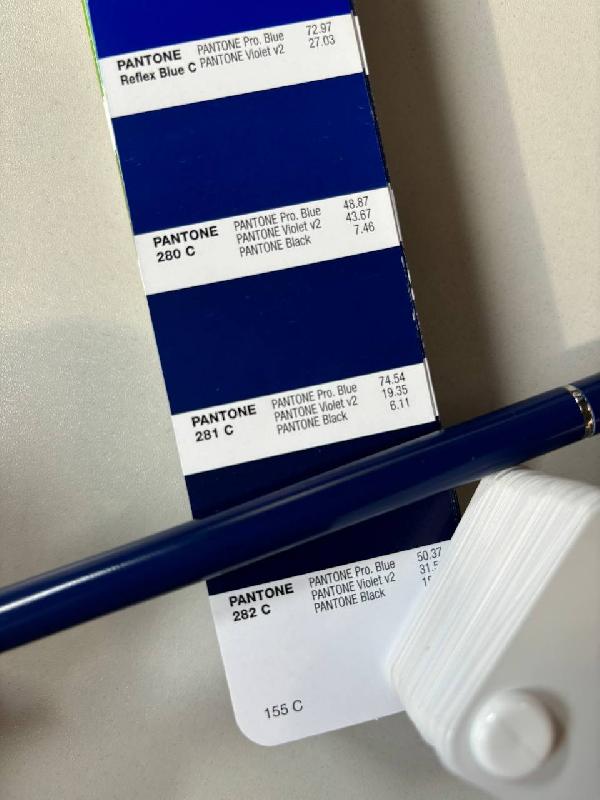 PANTONE Reflex Blue C
PANTONE Pro. Blue 72.97
PANTONE Violet v2 27.03
PANTONE 280 C
PANTONE Pro. Blue 48.87
PANTONE Violet v2 43.67
PANTONE Black 7.46
PANTONE 281 C
PANTONE Pro. Blue 74.54
PANTONE Violet v2 19.35
PANTONE Black 6.11
PANTONE 282 C
PANTONE Pro. Blue 50.37
PANTONE Violet v2
PANTONE Black
155 C